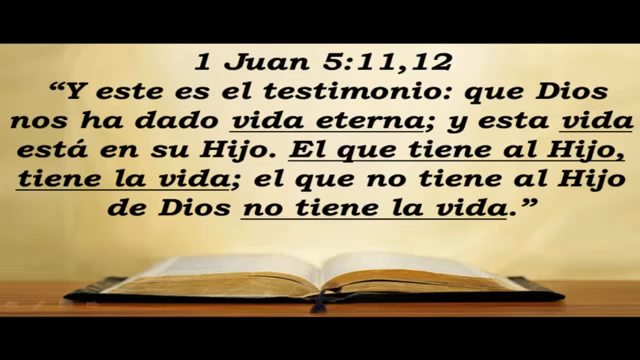 1 Juan 5:11,12
“Y este es el testimonio: que Dios
nos ha dado vida eterna; y esta vida
está en su Hijo. El que tiene al Hijo,
tiene la vida; el que no tiene al Hijo
de Dios no tiene la vida.”